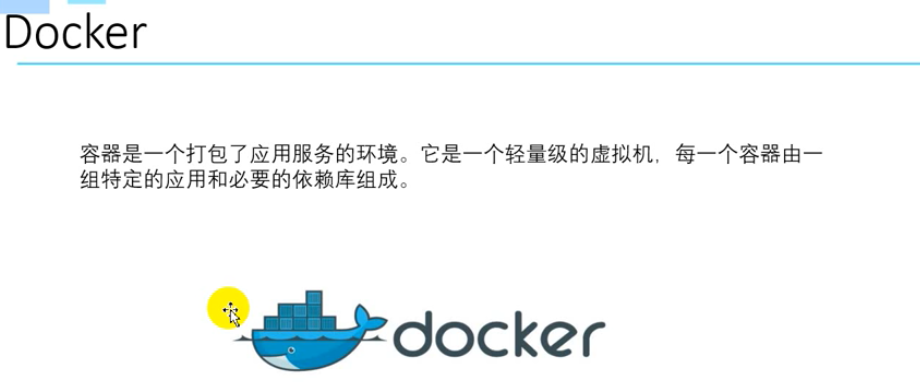 Docker
容器是一个打包了应用服务的环境。它是一个轻量级的虚拟机，每一个容器由一
组特定的应用和必要的依赖库组成。
docker